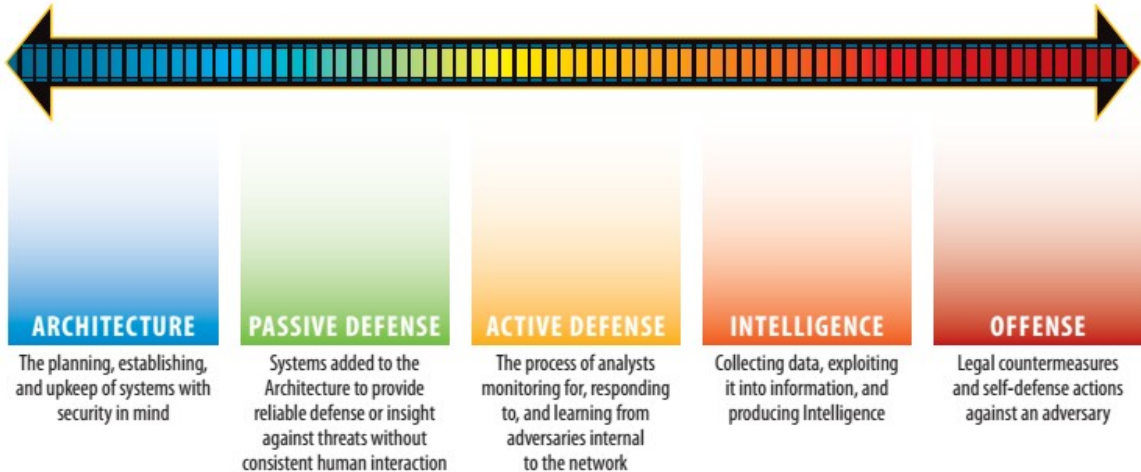 ARCHITECTURE
The planning, establishing,
and upkeep of systems with
security in mind
PASSIVE DEFENSE
Systems added to the
Architecture to provide
reliable defense or insight
against threats without
consistent human interaction
ACTIVE DEFENSE
The process of analysts
monitoring for, responding
to, and learning from
adversaries internal
to the network
INTELLIGENCE
Collecting data, exploiting
it into information, and
producing Intelligence
OFFENSE
Legal countermeasures
and self-defense actions
against an adversary